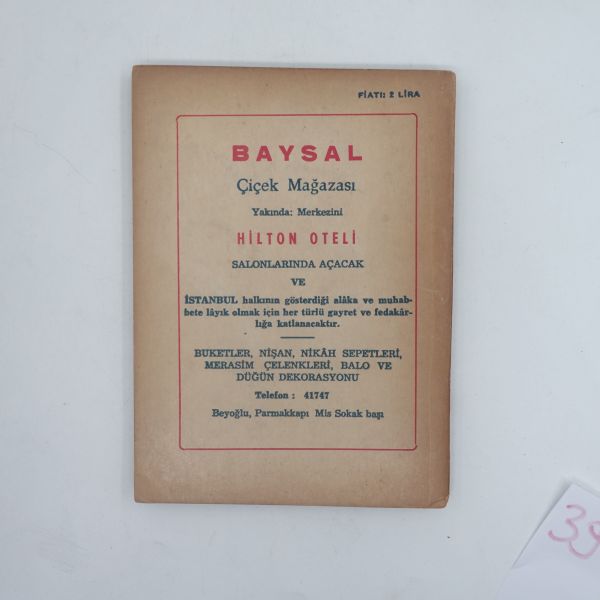 FİATI: 2 LİRA
BAYSAL
Çiçek Mağazası
Yakında: Merkezini
HİLTON OTELİ
SALONLARINDA AÇACAK
VE
İSTANBUL halkının gösterdiği alâka ve muhab-
bete lâyık olmak için her türlü gayret ve fedakâr-
lığa katlanacaktır.
BUKETLER, NİŞAN, NİKÂH SEPETLERİ,
MERASİM ÇELENKLERİ, BALO VE
DÜĞÜN DEKORASYONU
Telefon : 41747
Beyoğlu, Parmakkapı Mis Sokak başı